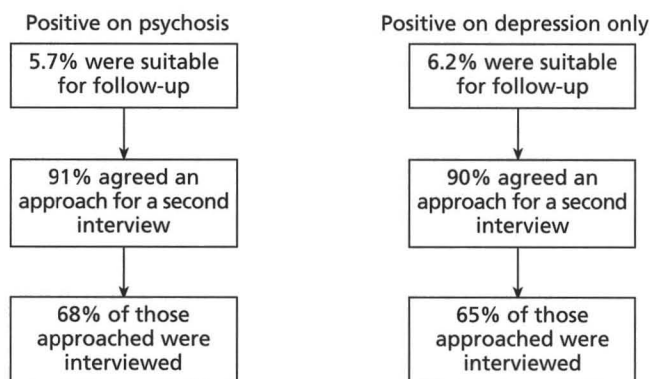 Positive on psychosis
5.7% were suitable
for follow-up
91% agreed an
approach for a second
interview
68% of those
approached were
interviewed
Positive on depression only
6.2% were suitable
for follow-up
90% agreed an
approach for a second
interview
65% of those
approached were
interviewed